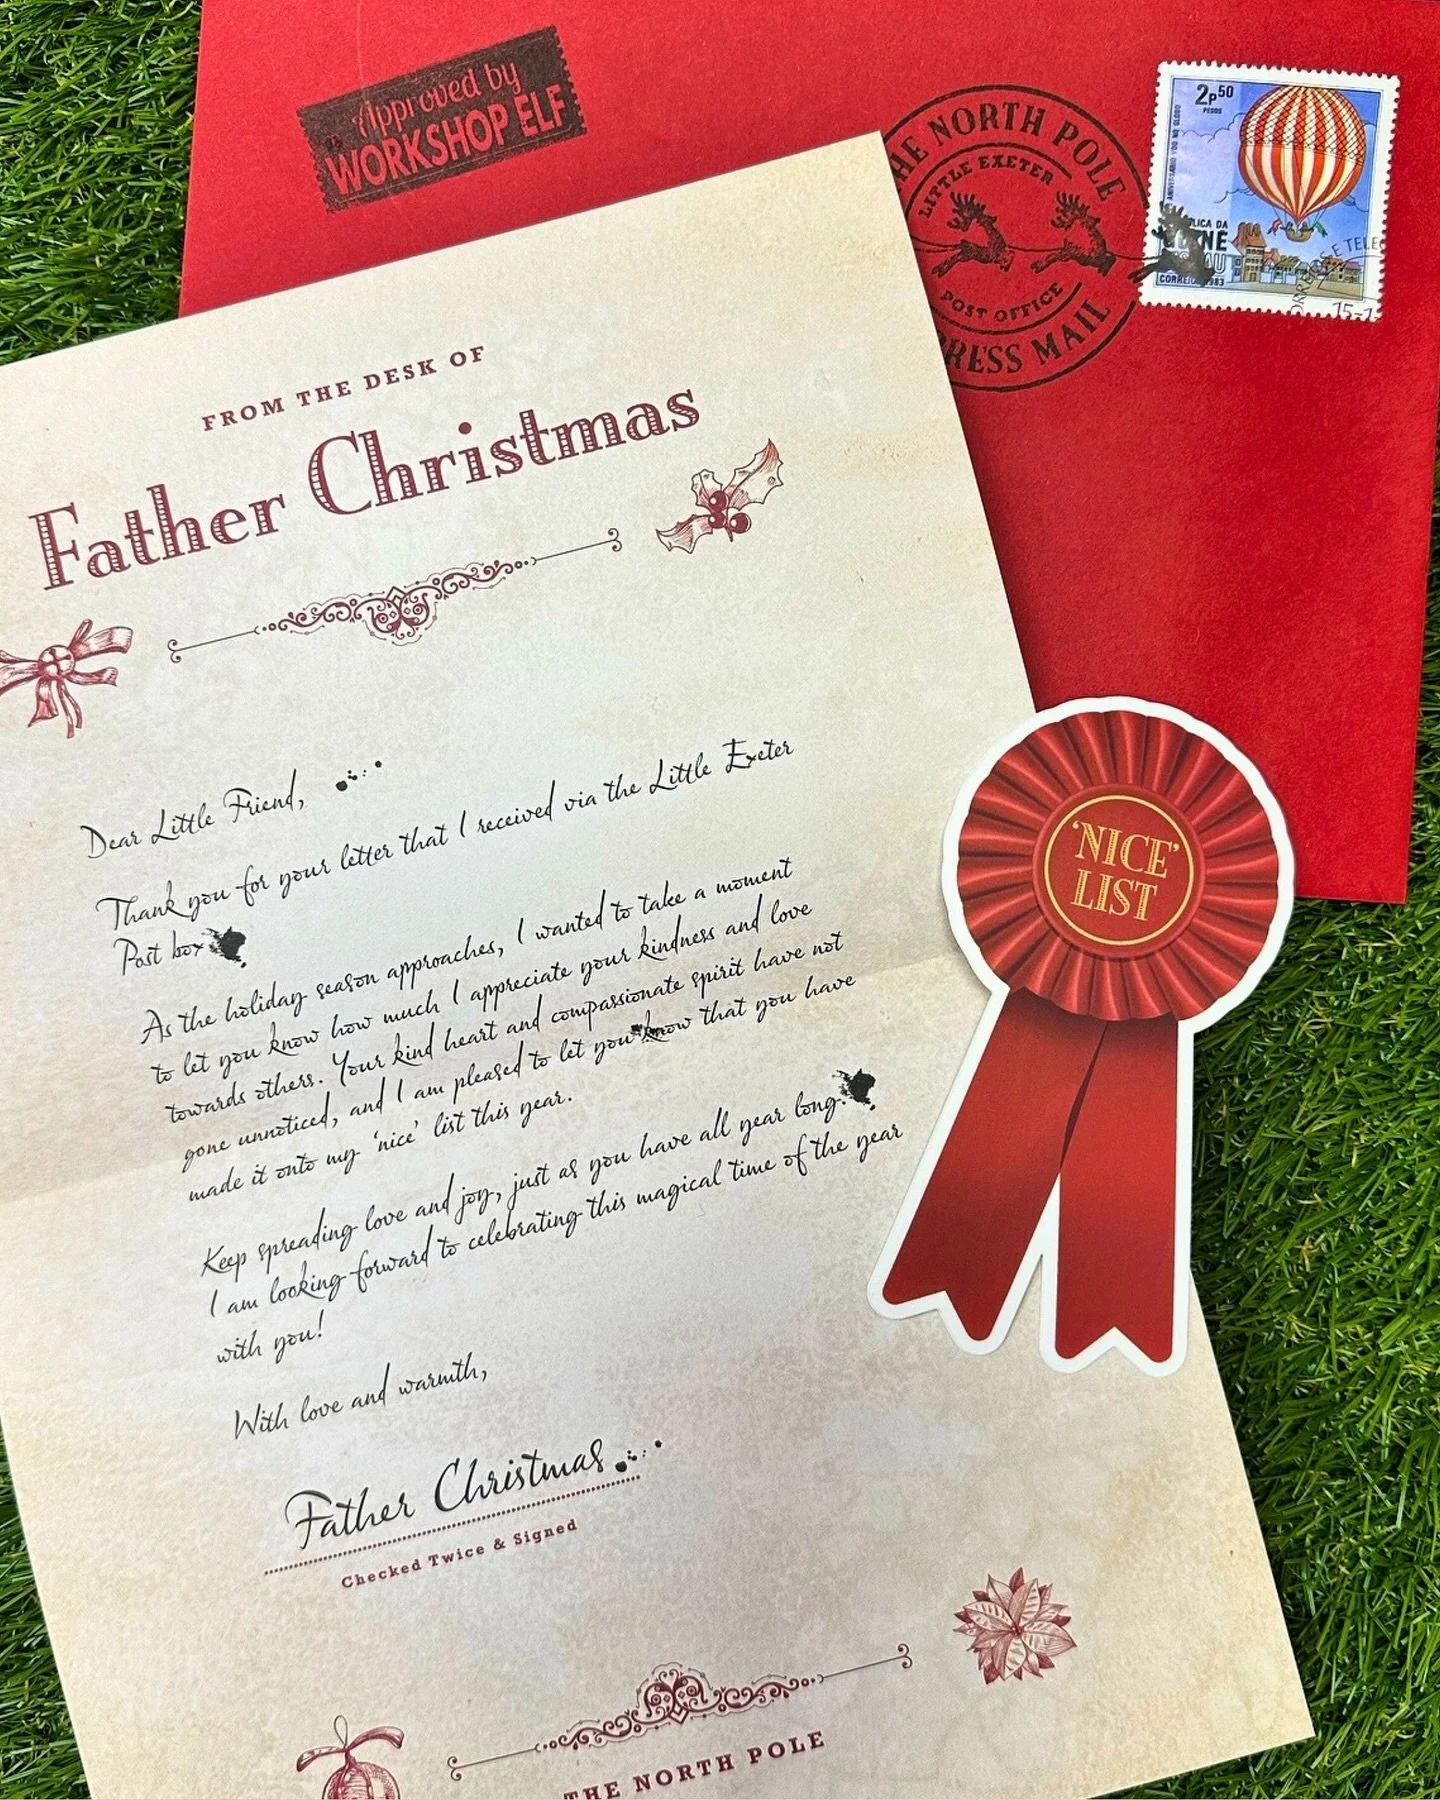 Approved by
WORKSHOP ELF
THE NORTH POLE
LITTLE EXETER
POST OFFICE
MAIL
2P50
PESOS
CORREIOS 1983
15-1
FROM THE DESK OF
Father Christmas
Dear Little Friend,
Thank you for your letter that I received via the Little Exeter
Post box
As the holiday season approaches, I wanted to take a moment
to let you know how much I appreciate your kindness and love
towards others. Your kind heart and compassionate spirit have not
gone unnoticed, and I am pleased to let you know that you have
made it onto my 'nice' list this year.
Keep spreading love and joy, just as you have all year long.
I am looking forward to celebrating this magical time of the year
with you!
With love and warmth,
Father Christmas
Checked Twice & Signed
THE NORTH POLE
'NICE'
LIST